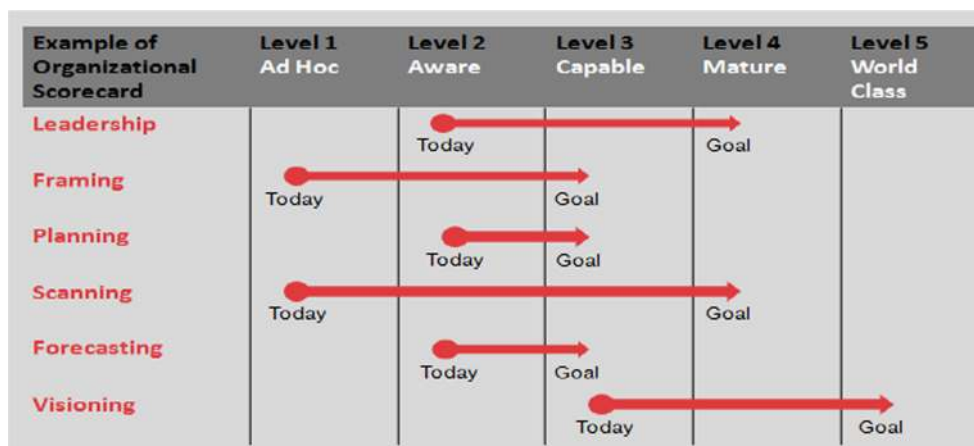 Example of Organizational Scorecard
Level 1 Ad Hoc
Level 2 Aware
Level 3 Capable
Level 4 Mature
Level 5 World Class
Leadership
Today
Goal
Framing
Today
Goal
Planning
Today
Goal
Scanning
Today
Goal
Forecasting
Today
Goal
Visioning
Today
Goal